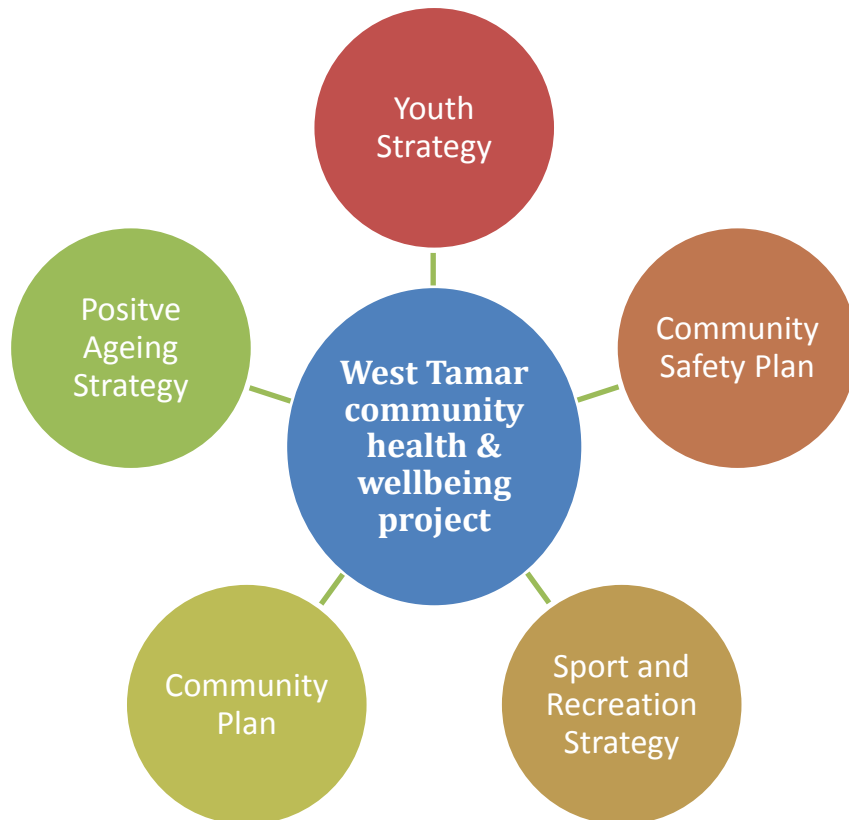 Youth
Strategy
Positve
Ageing
Strategy
Community
Safety Plan
West Tamar
community
health &
wellbeing
project
Community
Plan
Sport and
Recreation
Strategy